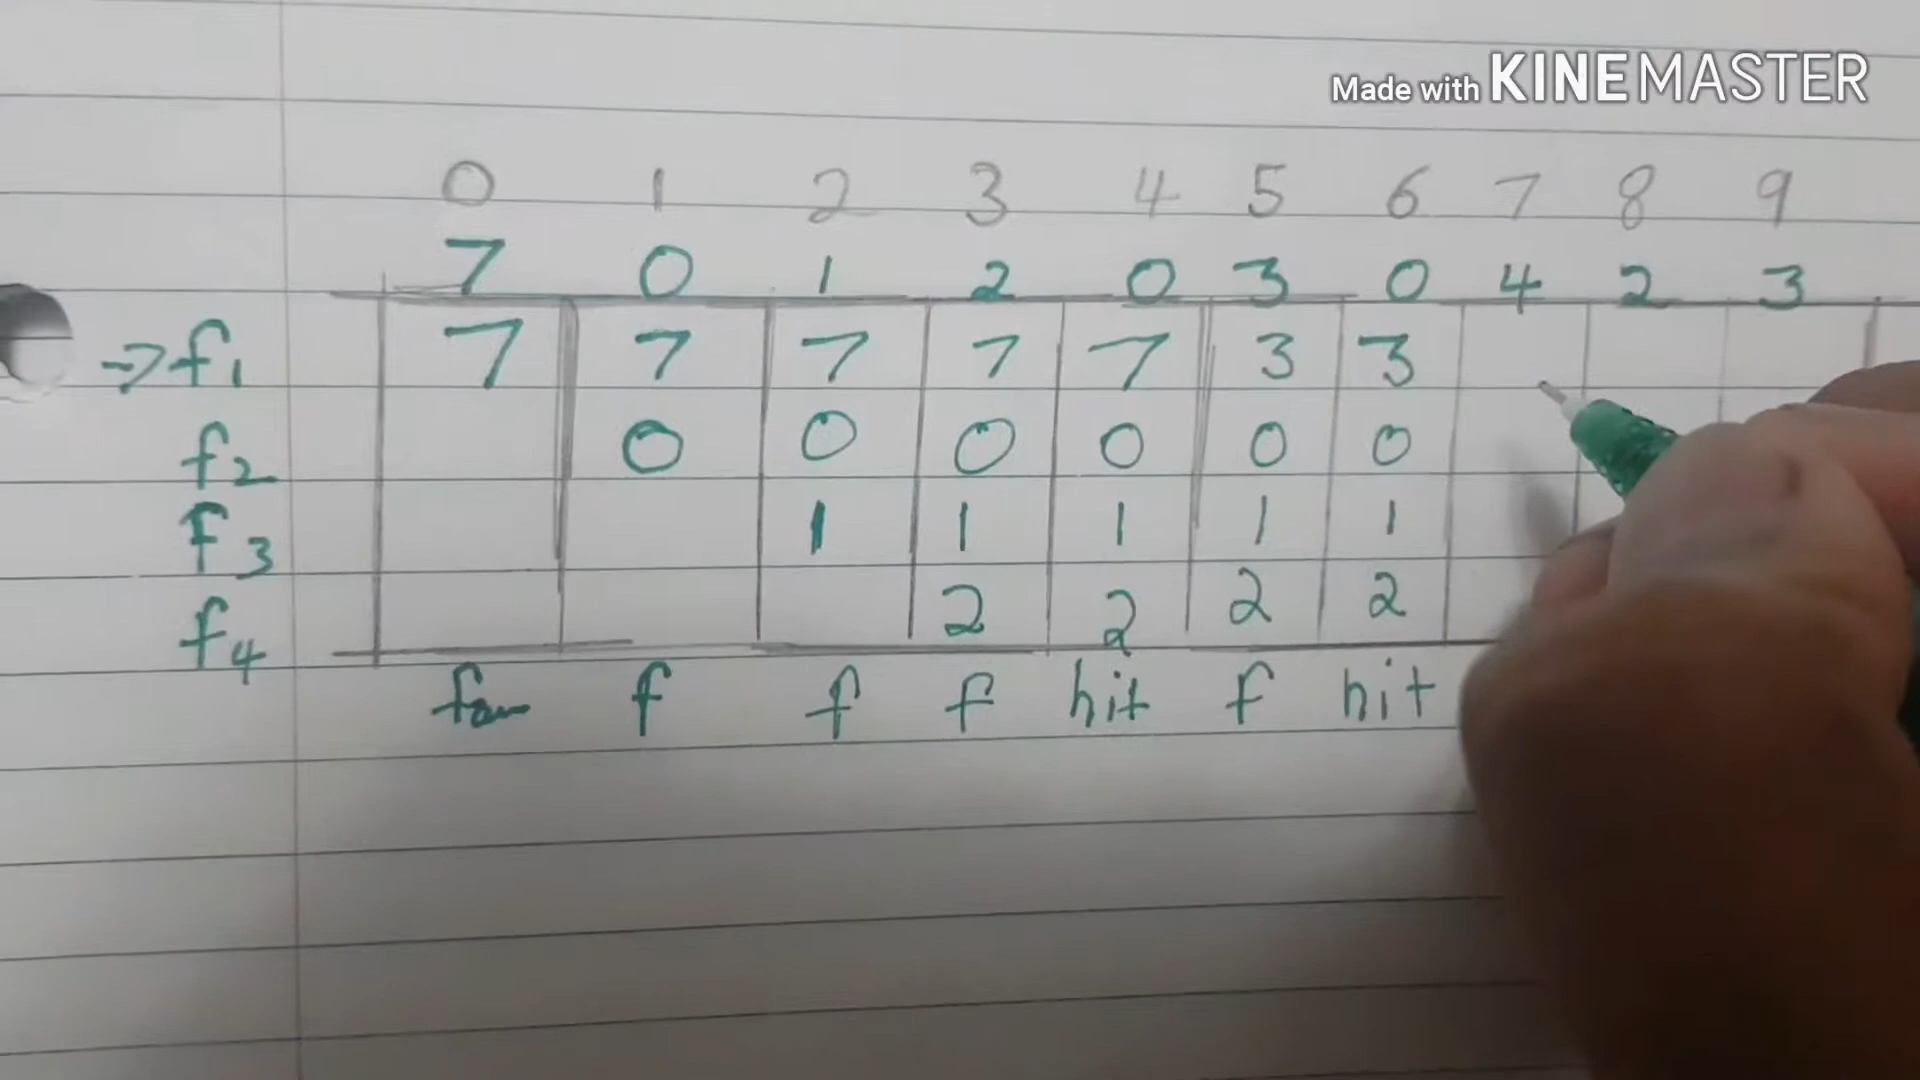 Made with KINEMASTER
0 1 2 3 4 5 6 7 8 9
7 0 1 2 0 3 0 4 2 3
→ f1 7 7 7 7 7 3 3
f2 0 0 0 0 0 0
f3 1 1 1 1 1
f4 2 2 2 2
f f f hit f hit